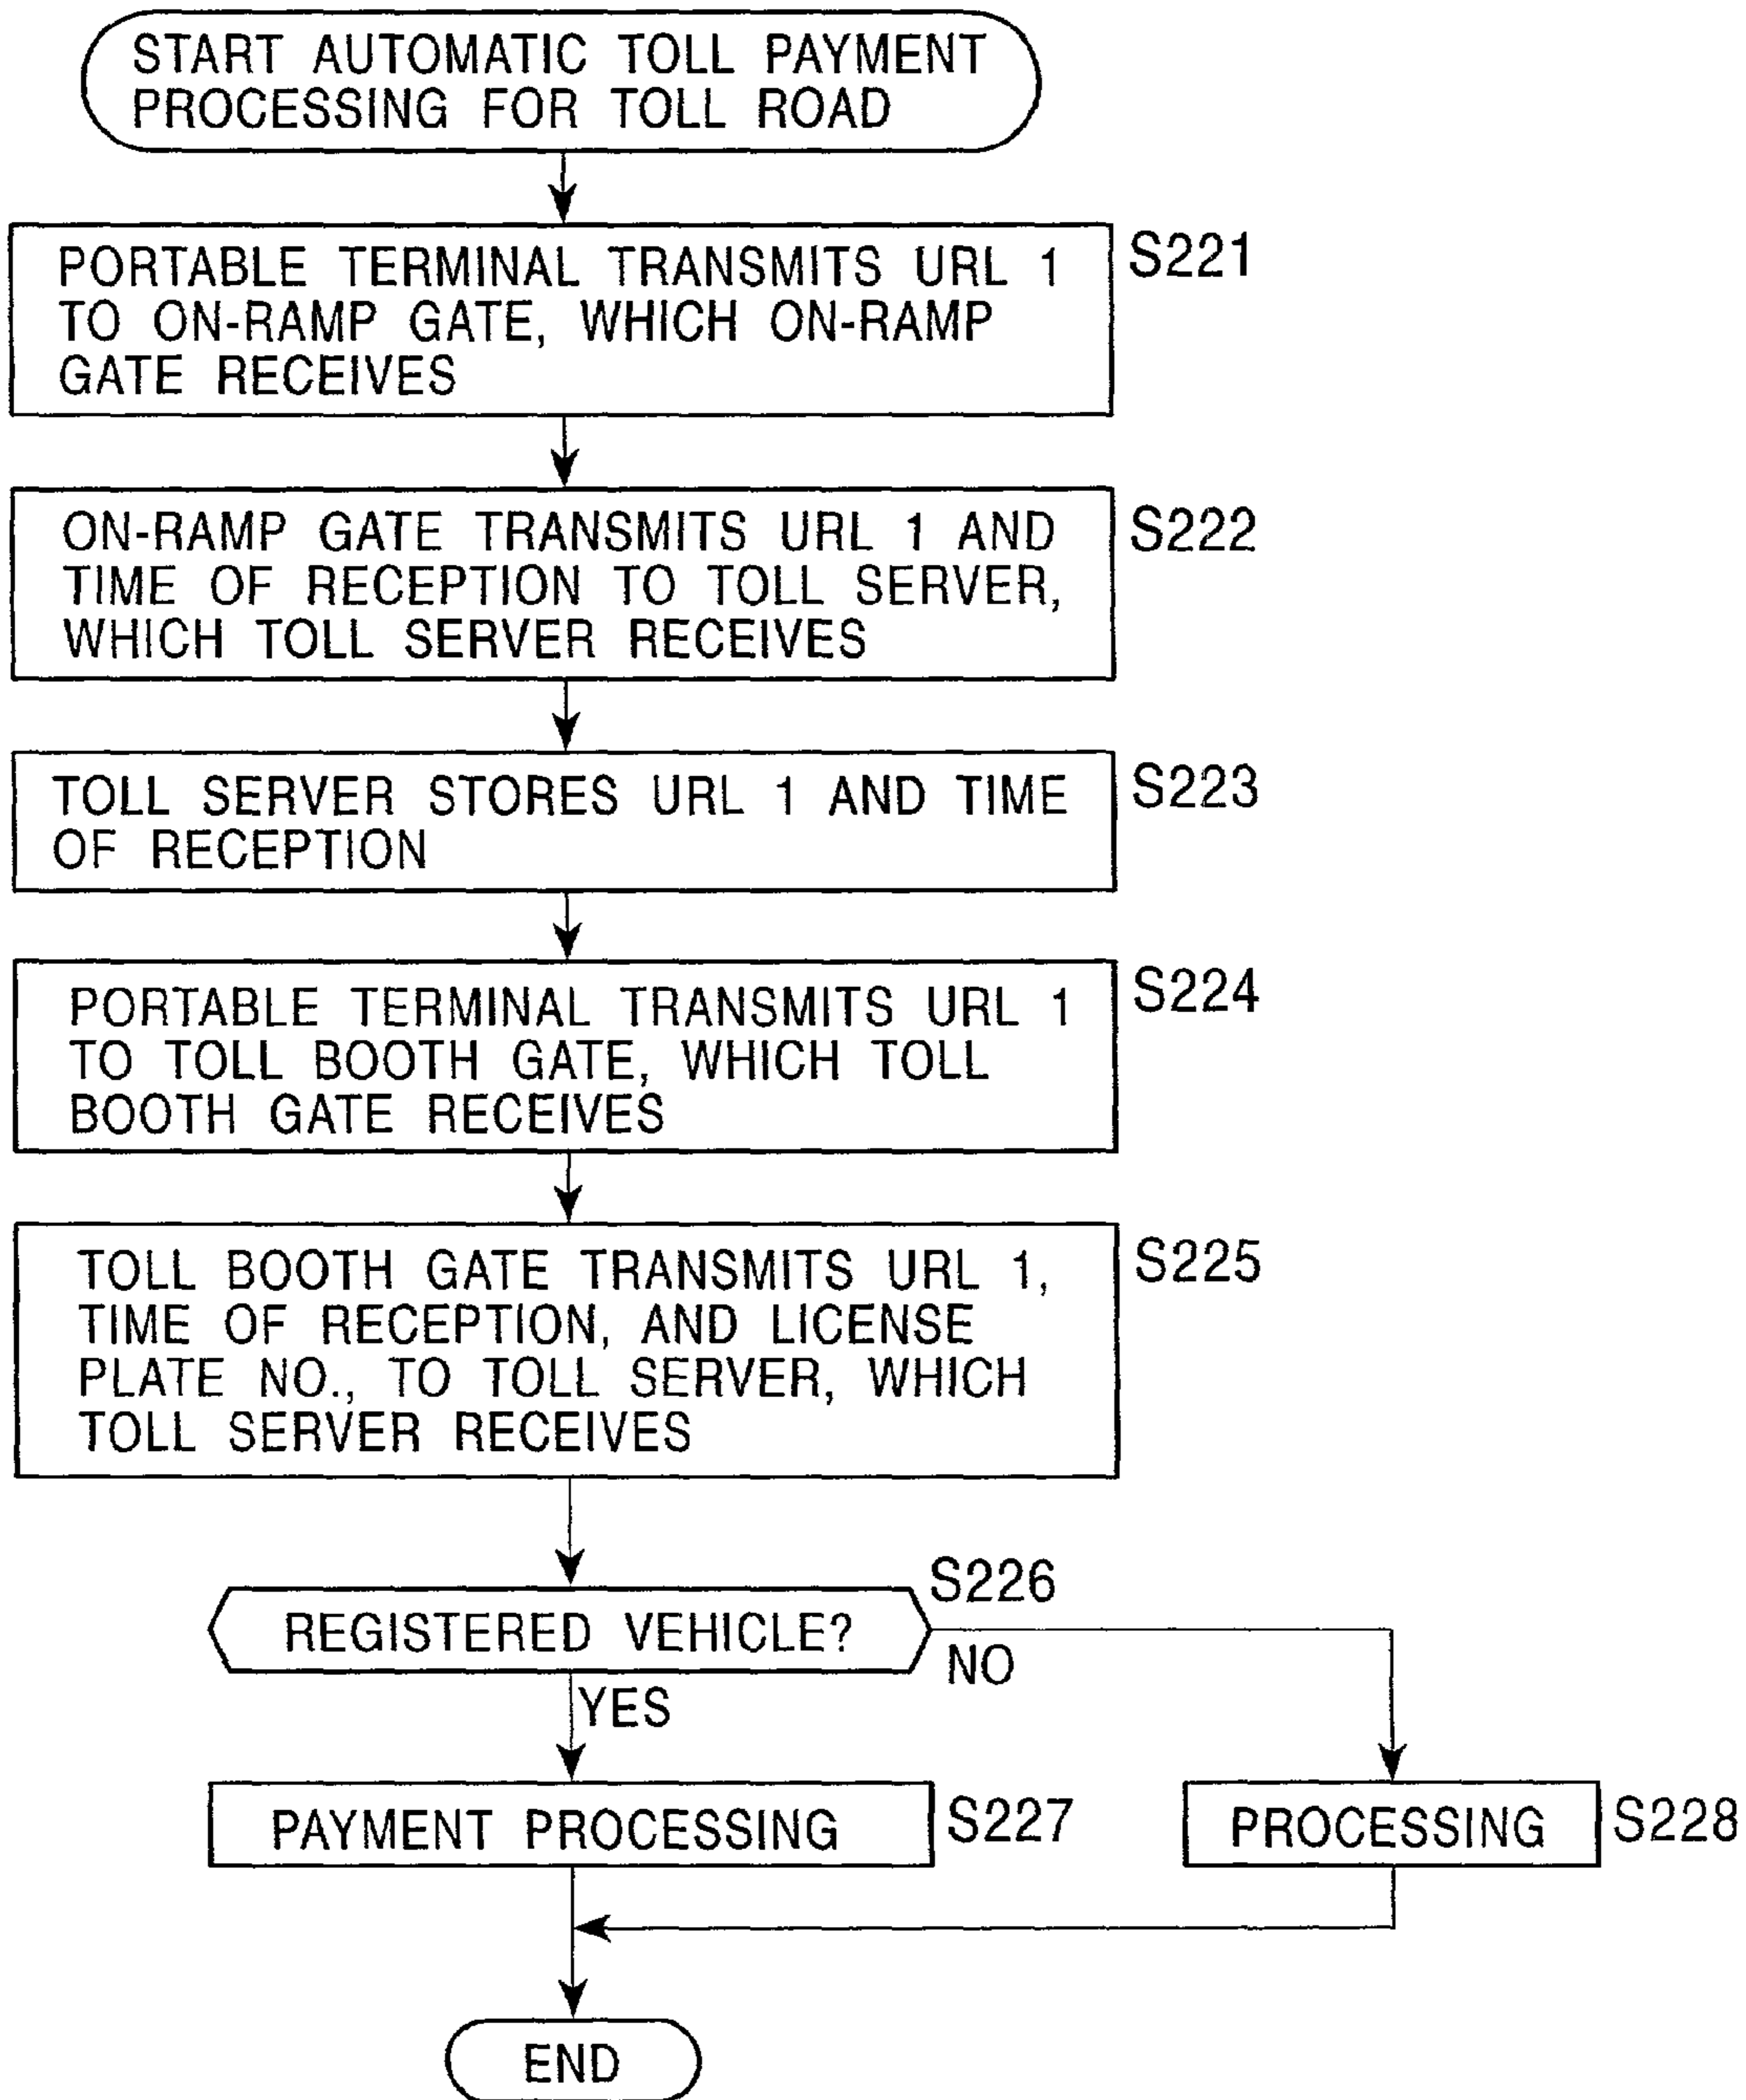 START AUTOMATIC TOLL PAYMENT
PROCESSING FOR TOLL ROAD
PORTABLE TERMINAL TRANSMITS URL 1
TO ON-RAMP GATE, WHICH ON-RAMP
GATE RECEIVES
S221
ON-RAMP GATE TRANSMITS URL 1 AND
TIME OF RECEPTION TO TOLL SERVER,
WHICH TOLL SERVER RECEIVES
S222
TOLL SERVER STORES URL 1 AND TIME
OF RECEPTION
S223
PORTABLE TERMINAL TRANSMITS URL 1
TO TOLL BOOTH GATE, WHICH TOLL
BOOTH GATE RECEIVES
S224
TOLL BOOTH GATE TRANSMITS URL 1,
TIME OF RECEPTION, AND LICENSE
PLATE NO., TO TOLL SERVER, WHICH
TOLL SERVER RECEIVES
S225
REGISTERED VEHICLE?
S226
NO
YES
PAYMENT PROCESSING
S227
PROCESSING
S228
END